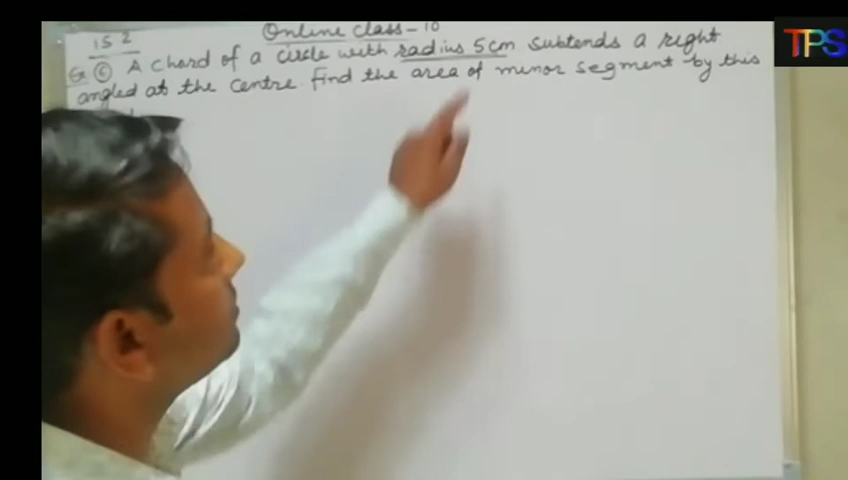 Online class - 10
TPS
15 2
Ex 6 A chord of a circle with radius 5cm subtends a right
angled at the centre. Find the area of minor segment by this